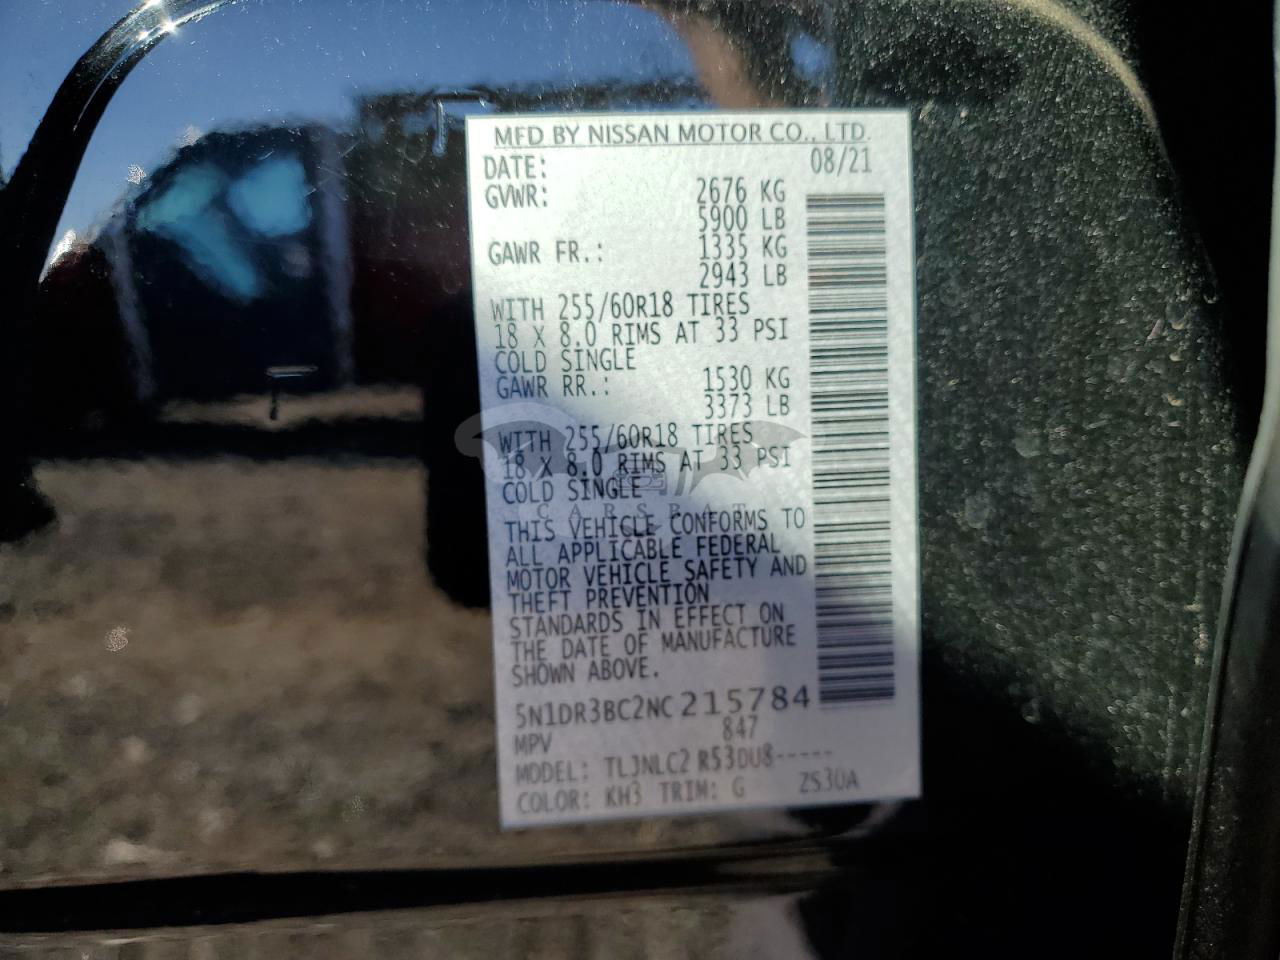 MFD BY NISSAN MOTOR CO., LTD.
DATE: 08/21
GVWR: 2676 KG
5900 LB
GAWR FR.: 1335 KG
2943 LB
WITH 255/60R18 TIRES
18 X 8.0 RIMS AT 33 PSI
COLD SINGLE
GAWR RR.: 1530 KG
3373 LB
WITH 255/60R18 TIRES
18 X 8.0 RIMS AT 33 PSI
COLD SINGLE
CARSBAT
THIS VEHICLE CONFORMS TO
ALL APPLICABLE FEDERAL
MOTOR VEHICLE SAFETY AND
THEFT PREVENTION
STANDARDS IN EFFECT ON
THE DATE OF MANUFACTURE
SHOWN ABOVE.
5N1DR3BC2NC215784
MPV 847
MODEL: TLJNLC2 R53DU8-----
COLOR: KH3 TRIM: G ZS30A